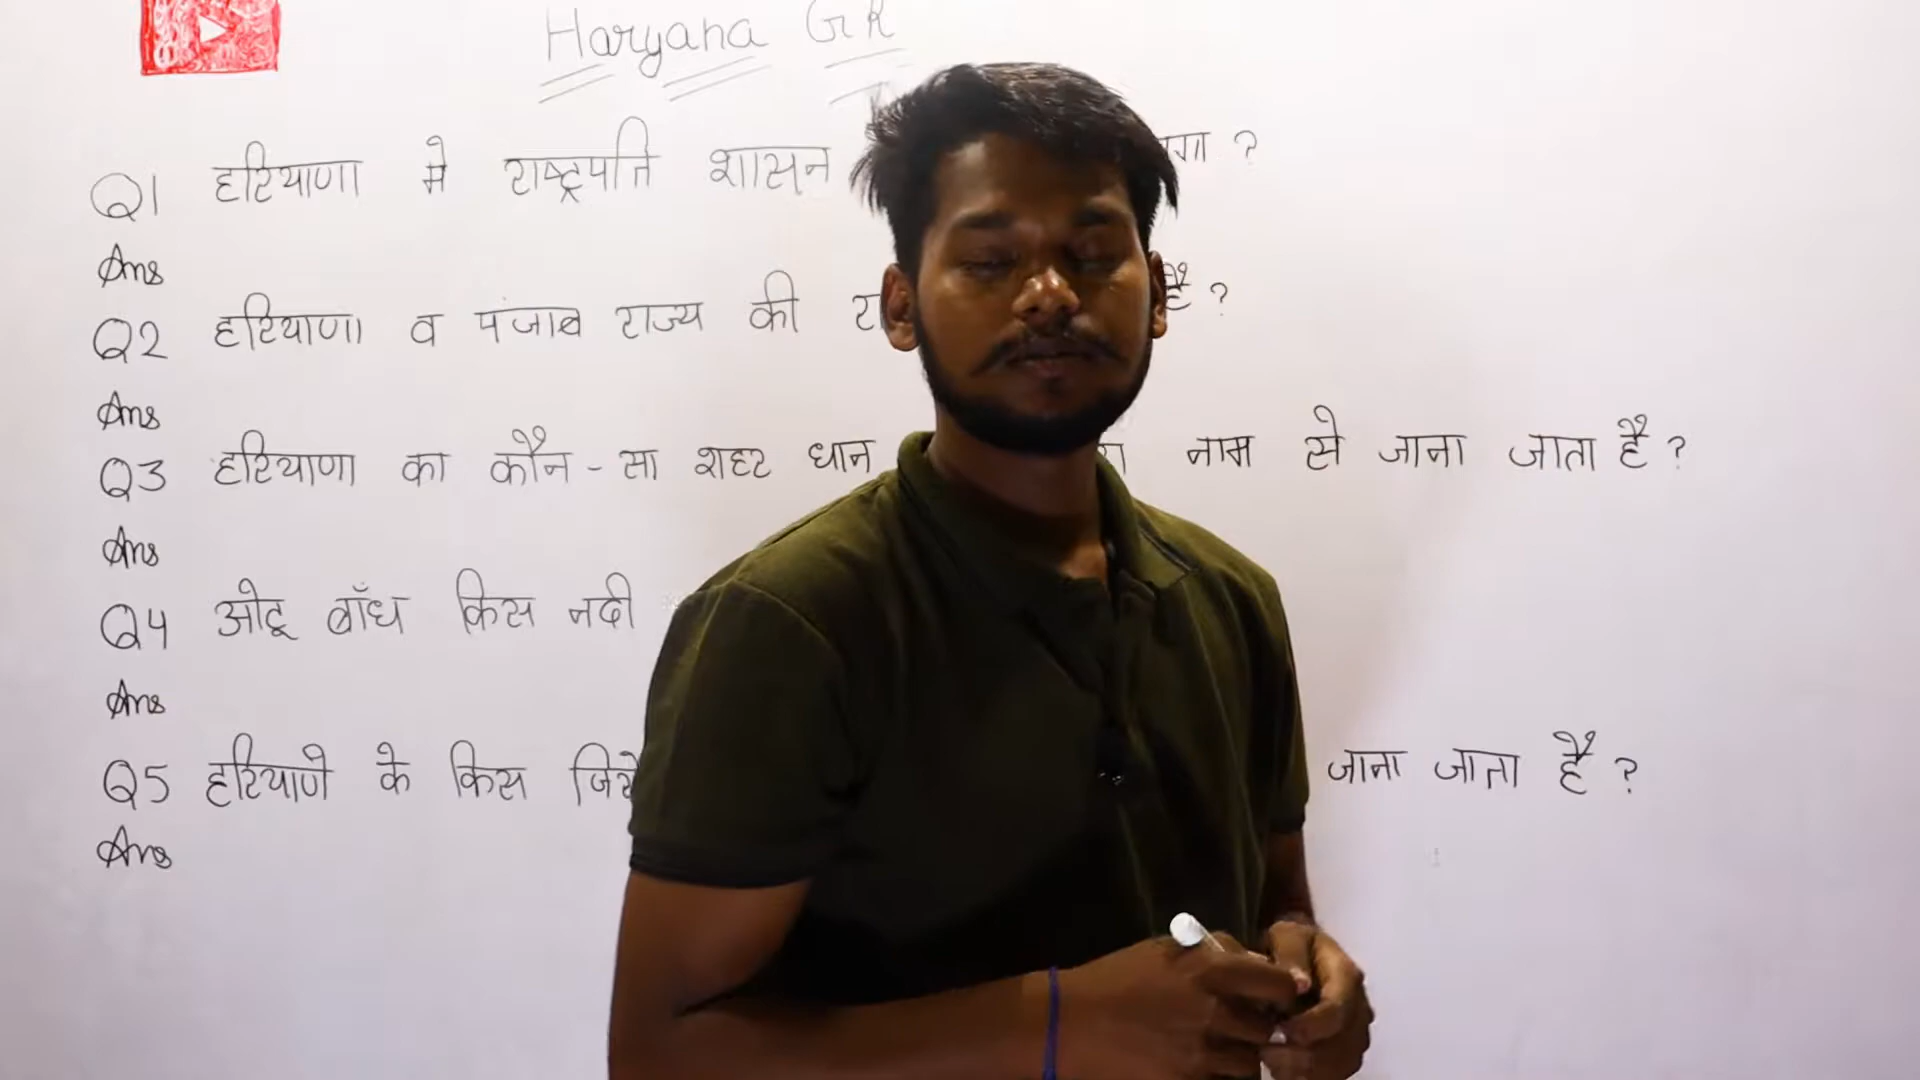 Haryana GK
Q1 हरियाणा मे राष्ट्रपति शासन ?
Ans
Q2 हरियाणा व पंजाब राज्य की है ?
Ans
Q3 हरियाणा का कौन - सा शहर धान नाम से जाना जाता है ?
Ans
Q4 ओटू बाँध किस नदी
Ans
Q5 हरियाणे के किस जाना जाता है ?
Ans